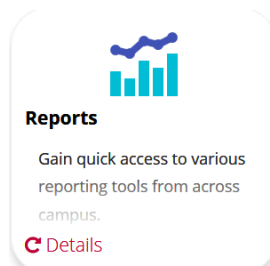 Reports
Gain quick access to various
reporting tools from across
campus.
Details